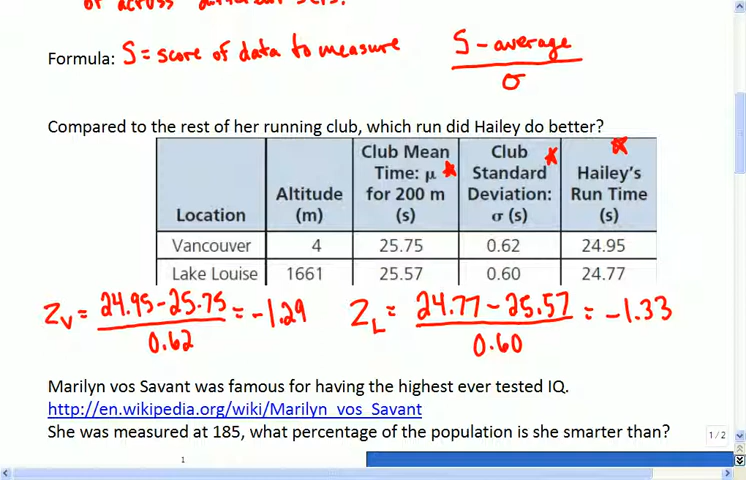 of across different sets.
Formula: S = score of data to measure S - average / σ
Compared to the rest of her running club, which run did Hailey do better?
Location Altitude (m) Club Mean Time: μ for 200 m (s) Club Standard Deviation: σ (s) Hailey's Run Time (s)
Vancouver 4 25.75 0.62 24.95
Lake Louise 1661 25.57 0.60 24.77
Zv = 24.95 - 25.75 / 0.62 = -1.29 ZL = 24.77 - 25.57 / 0.60 = -1.33
Marilyn vos Savant was famous for having the highest ever tested IQ.
http://en.wikipedia.org/wiki/Marilyn_vos_Savant
She was measured at 185, what percentage of the population is she smarter than?
1/2
1